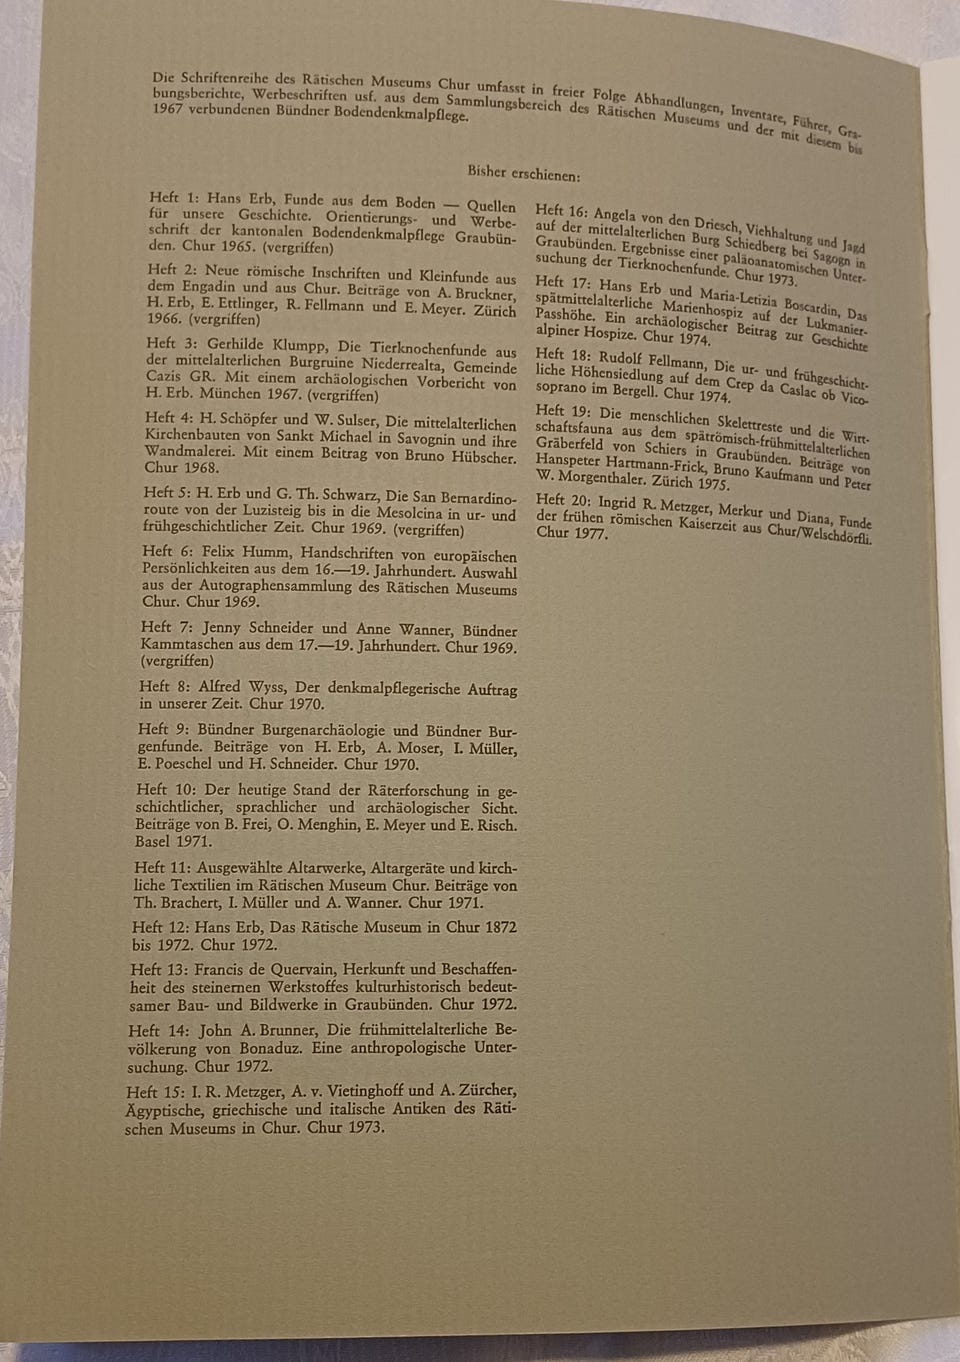 Die Schriftenreihe des Rätischen Museums Chur umfasst in freier Folge Abhandlungen, Inventare, Führer, Gra-
bungsberichte, Werbeschriften usf. aus dem Sammlungsbereich des Rätischen Museums und der mit diesem bis
1967 verbundenen Bündner Bodendenkmalpflege.
Bisher erschienen:
Heft 1: Hans Erb, Funde aus dem Boden — Quellen
für unsere Geschichte. Orientierungs- und Werbe-
schrift der kantonalen Bodendenkmalpflege Graubün-
den. Chur 1965. (vergriffen)
Heft 2: Neue römische Inschriften und Kleinfunde aus
dem Engadin und aus Chur. Beiträge von A. Bruckner,
H. Erb, E. Ettlinger, R. Fellmann und E. Meyer. Zürich
1966. (vergriffen)
Heft 3: Gerhilde Klumpp, Die Tierknochenfunde aus
der mittelalterlichen Burgruine Niederrealta, Gemeinde
Cazis GR. Mit einem archäologischen Vorbericht von
H. Erb. München 1967. (vergriffen)
Heft 4: H. Schöpfer und W. Sulser, Die mittelalterlichen
Kirchenbauten von Sankt Michael in Savognin und ihre
Wandmalerei. Mit einem Beitrag von Bruno Hübscher.
Chur 1968.
Heft 5: H. Erb und G. Th. Schwarz, Die San Bernardino-
route von der Luzisteig bis in die Mesolcina in ur- und
frühgeschichtlicher Zeit. Chur 1969. (vergriffen)
Heft 6: Felix Humm, Handschriften von europäischen
Persönlichkeiten aus dem 16.—19. Jahrhundert. Auswahl
aus der Autographensammlung des Rätischen Museums
Chur. Chur 1969.
Heft 7: Jenny Schneider und Anne Wanner, Bündner
Kammtaschen aus dem 17.—19. Jahrhundert. Chur 1969.
(vergriffen)
Heft 8: Alfred Wyss, Der denkmalpflegerische Auftrag
in unserer Zeit. Chur 1970.
Heft 9: Bündner Burgenarchäologie und Bündner Bur-
genfunde. Beiträge von H. Erb, A. Moser, I. Müller,
E. Poeschel und H. Schneider. Chur 1970.
Heft 10: Der heutige Stand der Räterforschung in ge-
schichtlicher, sprachlicher und archäologischer Sicht.
Beiträge von B. Frei, O. Menghin, E. Meyer und E. Risch.
Basel 1971.
Heft 11: Ausgewählte Altarwerke, Altargeräte und kirch-
liche Textilien im Rätischen Museum Chur. Beiträge von
Th. Brachert, I. Müller und A. Wanner. Chur 1971.
Heft 12: Hans Erb, Das Rätische Museum in Chur 1872
bis 1972. Chur 1972.
Heft 13: Francis de Quervain, Herkunft und Beschaffen-
heit des steinernen Werkstoffes kulturhistorisch bedeut-
samer Bau- und Bildwerke in Graubünden. Chur 1972.
Heft 14: John A. Brunner, Die frühmittelalterliche Be-
völkerung von Bonaduz. Eine anthropologische Unter-
suchung. Chur 1972.
Heft 15: I. R. Metzger, A. v. Vietinghoff und A. Zürcher,
Ägyptische, griechische und italische Antiken des Räti-
schen Museums in Chur. Chur 1973.
Heft 16: Angela von den Driesch, Viehhaltung und Jagd
auf der mittelalterlichen Burg Schiedberg bei Sagogn in
Graubünden. Ergebnisse einer paläoanatomischen Unter-
suchung der Tierknochenfunde. Chur 1973.
Heft 17: Hans Erb und Maria-Letizia Boscardin, Das
spätmittelalterliche Marienhospiz auf der Lukmanier-
Passhöhe. Ein archäologischer Beitrag zur Geschichte
alpiner Hospize. Chur 1974.
Heft 18: Rudolf Fellmann, Die ur- und frühgeschicht-
liche Höhensiedlung auf dem Crep da Caslac ob Vico-
soprano im Bergell. Chur 1974.
Heft 19: Die menschlichen Skelettreste und die Wirt-
schaftsfauna aus dem spätrömisch-frühmittelalterlichen
Gräberfeld von Schiers in Graubünden. Beiträge von
Hanspeter Hartmann-Frick, Bruno Kaufmann und Peter
W. Morgenthaler. Zürich 1975.
Heft 20: Ingrid R. Metzger, Merkur und Diana, Funde
der frühen römischen Kaiserzeit aus Chur/Welschdörfli.
Chur 1977.